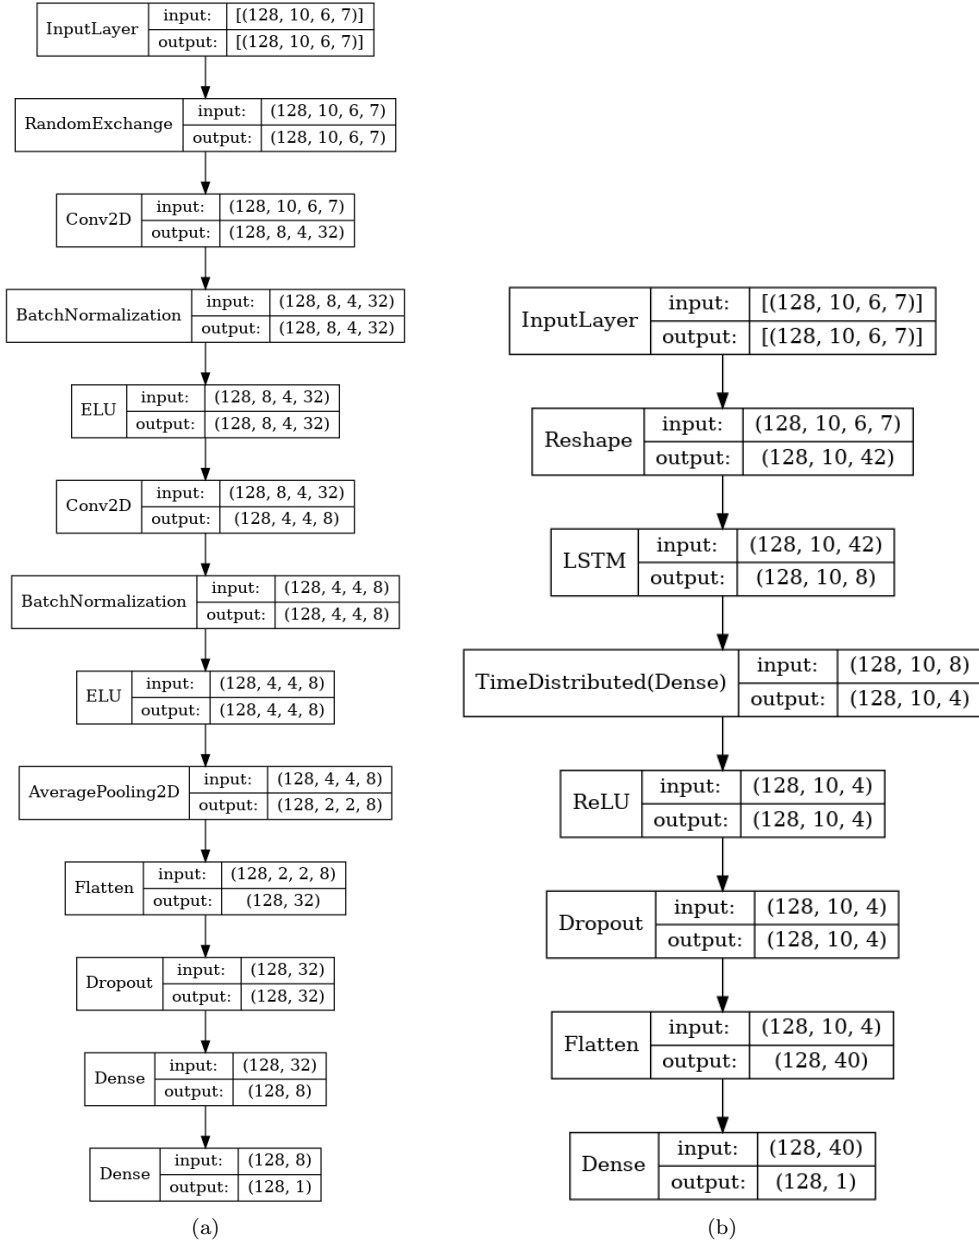 InputLayer
input: [(128, 10, 6, 7)]
output: [(128, 10, 6, 7)]
RandomExchange
input: (128, 10, 6, 7)
output: (128, 10, 6, 7)
Conv2D
input: (128, 10, 6, 7)
output: (128, 8, 4, 32)
BatchNormalization
input: (128, 8, 4, 32)
output: (128, 8, 4, 32)
ELU
input: (128, 8, 4, 32)
output: (128, 8, 4, 32)
Conv2D
input: (128, 8, 4, 32)
output: (128, 4, 4, 8)
BatchNormalization
input: (128, 4, 4, 8)
output: (128, 4, 4, 8)
ELU
input: (128, 4, 4, 8)
output: (128, 4, 4, 8)
AveragePooling2D
input: (128, 4, 4, 8)
output: (128, 2, 2, 8)
Flatten
input: (128, 2, 2, 8)
output: (128, 32)
Dropout
input: (128, 32)
output: (128, 32)
Dense
input: (128, 32)
output: (128, 8)
Dense
input: (128, 8)
output: (128, 1)
(a)
InputLayer
input: [(128, 10, 6, 7)]
output: [(128, 10, 6, 7)]
Reshape
input: (128, 10, 6, 7)
output: (128, 10, 42)
LSTM
input: (128, 10, 42)
output: (128, 10, 8)
TimeDistributed(Dense)
input: (128, 10, 8)
output: (128, 10, 4)
ReLU
input: (128, 10, 4)
output: (128, 10, 4)
Dropout
input: (128, 10, 4)
output: (128, 10, 4)
Flatten
input: (128, 10, 4)
output: (128, 40)
Dense
input: (128, 40)
output: (128, 1)
(b)